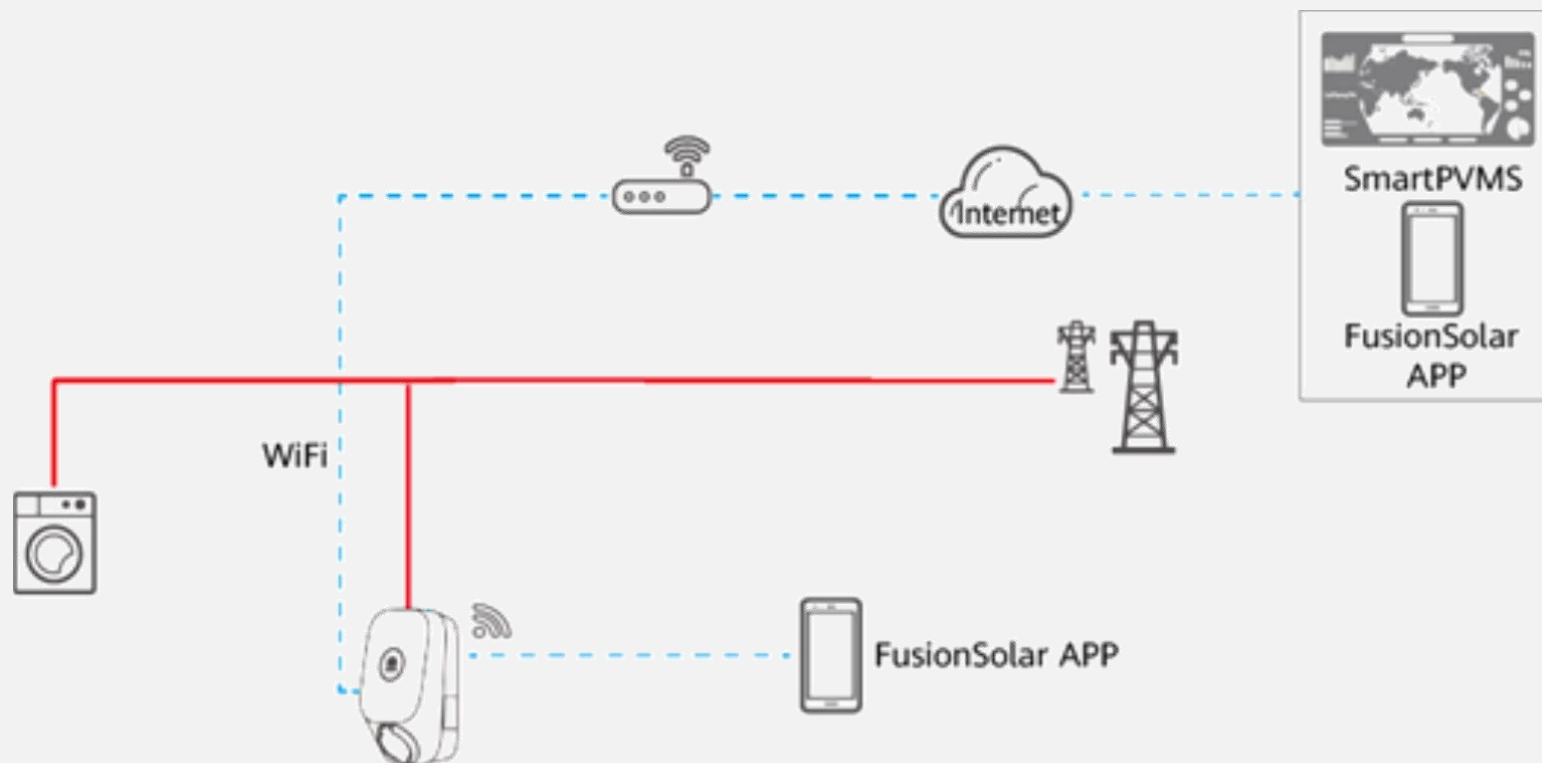 SmartPVMS
Internet
FusionSolar
APP
WiFi
FusionSolar APP